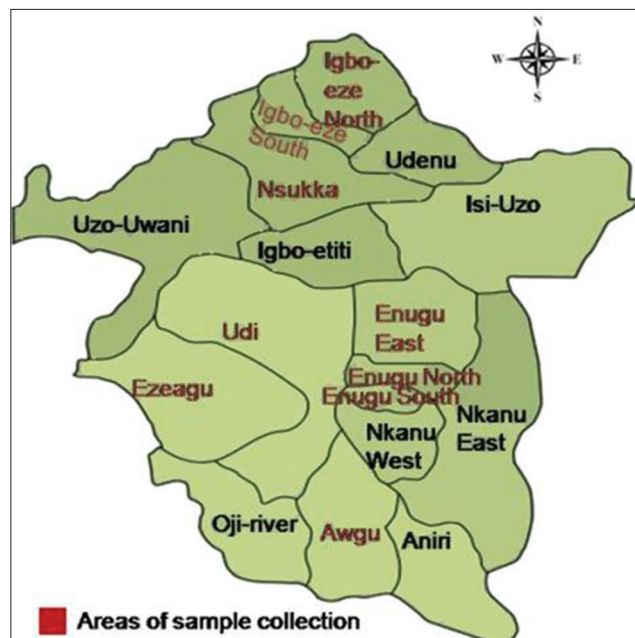 N
W E
S
Igbo-
eze
North
Igbo-eze
South
Udenu
Nsukka
Isi-Uzo
Uzo-Uwani
Igbo-etiti
Udi
Enugu
East
Ezeagu
Enugu North
Enugu South
Nkanu
West
Nkanu
East
Oji-river
Awgu
Aniri
Areas of sample collection